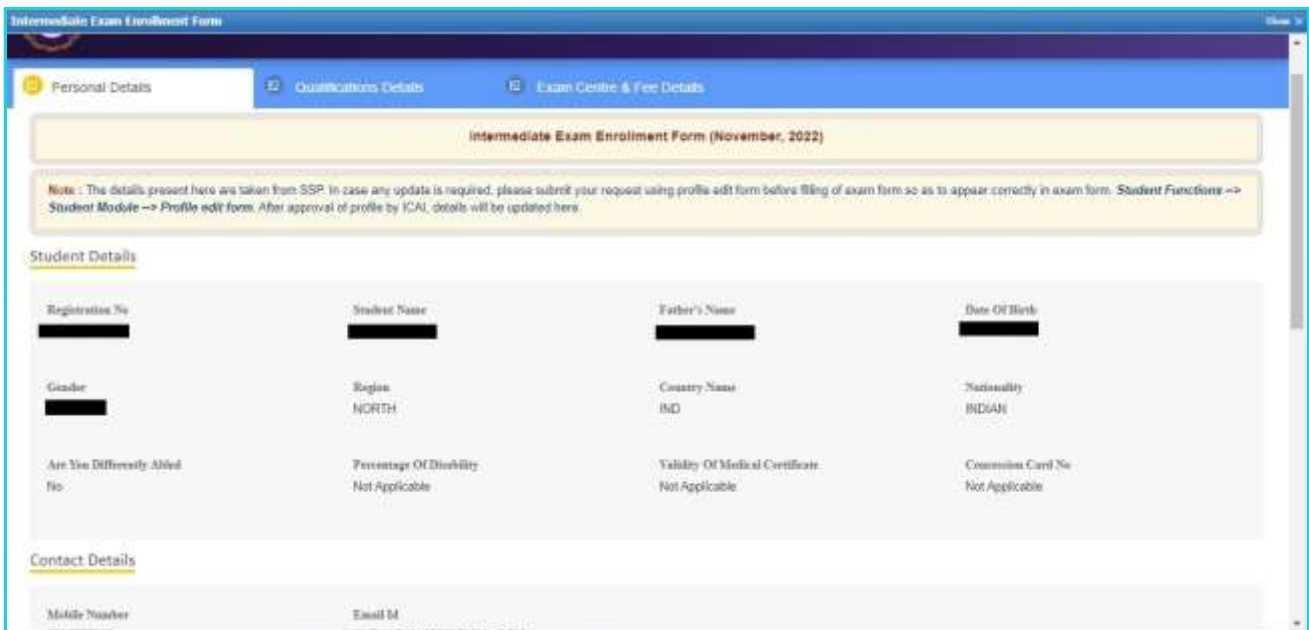 Intermediate Exam Enrollment Form
Close
Personal Details
Qualifications Details
Exam Centre & Fee Details
Intermediate Exam Enrollment Form (November, 2022)
Note : The details present here are taken from SSP. In case any update is required, please submit your request using profile edit form before filling of exam form so as to appear correctly in exam form. Student Functions -->
Student Module --> Profile edit form. After approval of profile by ICAI, details will be updated here.
Student Details
Registration No Student Name Father's Name Date Of Birth
Gender Region Country Name Nationality
NORTH IND INDIAN
Are You Differently Abled Percentage Of Disability Validity Of Medical Certificate Concession Card No
No Not Applicable Not Applicable Not Applicable
Contact Details
Mobile Number Email Id